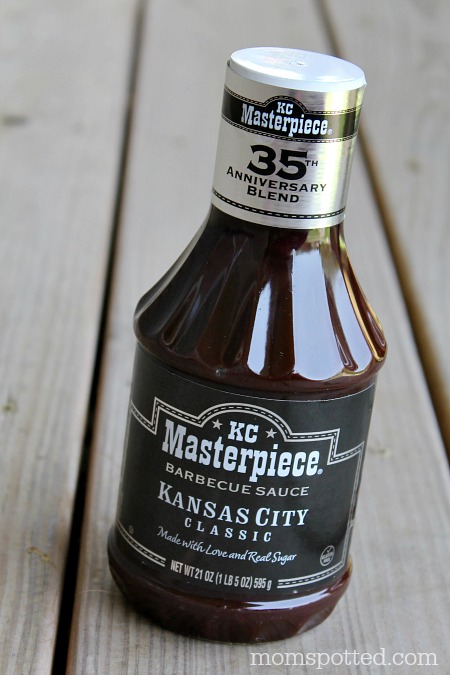 KC
Masterpiece®
35TH
ANNIVERSARY
BLEND
KC
Masterpiece®
BARBECUE SAUCE
KANSAS CITY
CLASSIC
Made with Love and Real Sugar
NET WT 21 OZ (1 LB 5 OZ) 595 g
momspotted.com